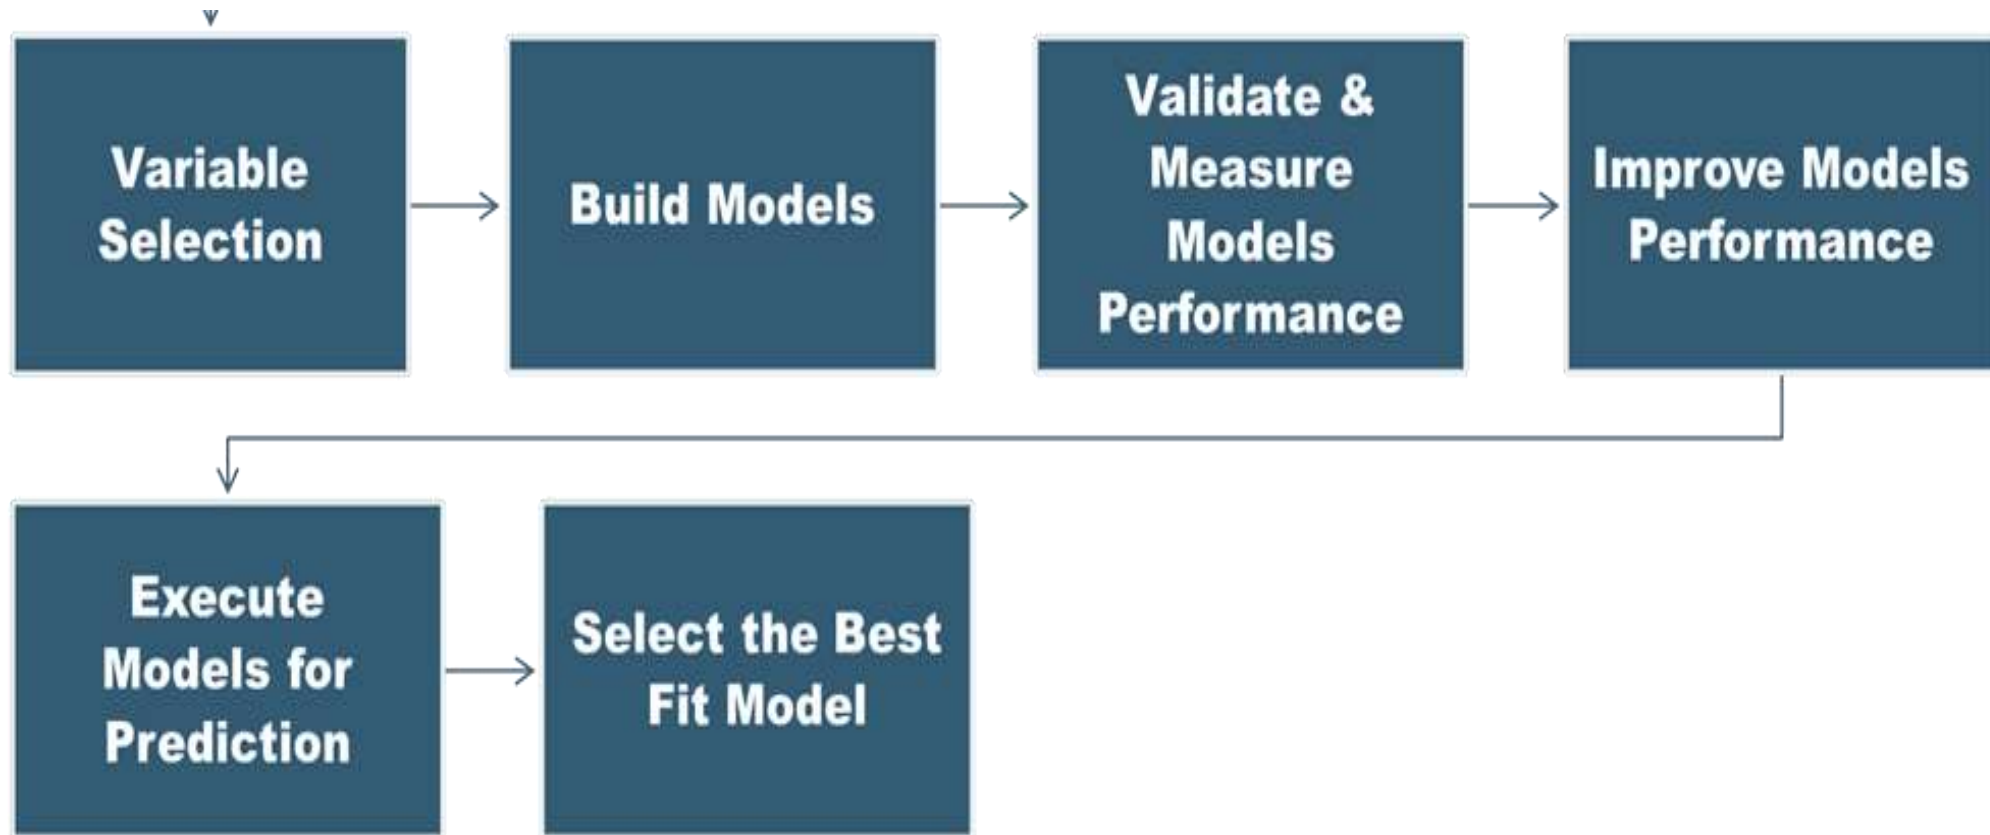 Variable
Selection
Build Models
Validate &
Measure
Models
Performance
Improve Models
Performance
Execute
Models for
Prediction
Select the Best
Fit Model